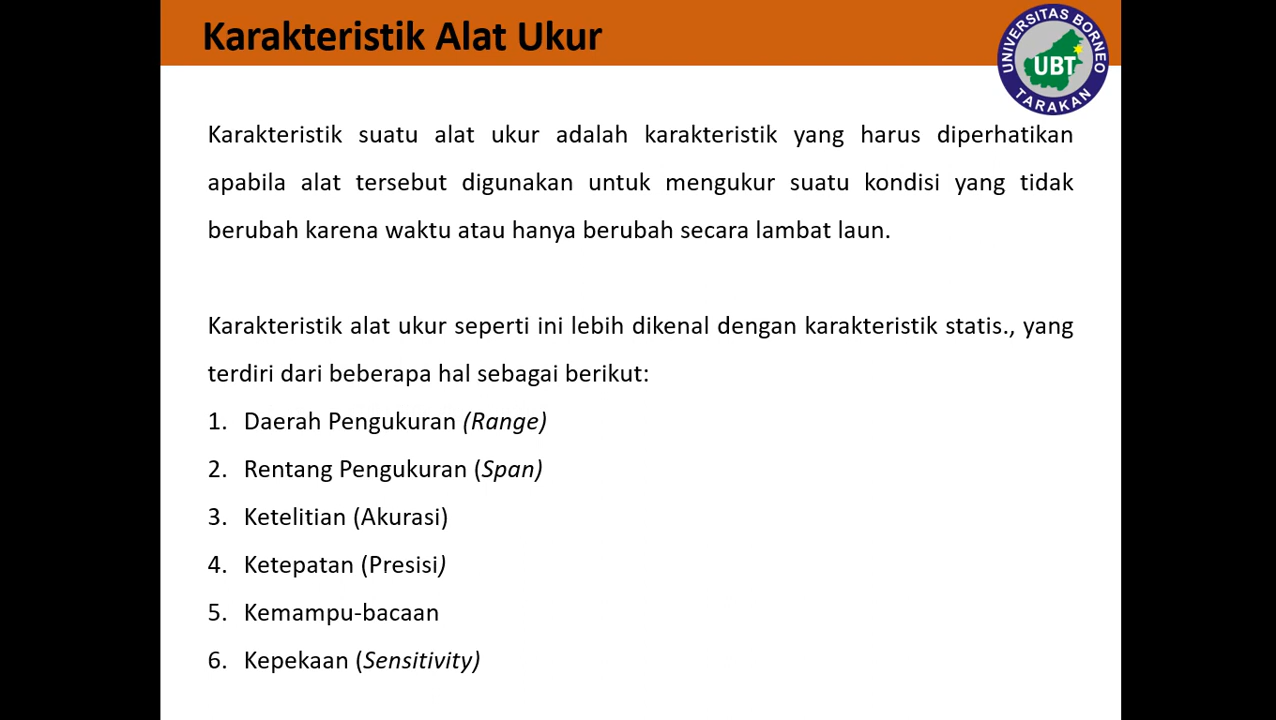 Karakteristik Alat Ukur
UNIVERSITAS BORNEO
UBT
TARAKAN
Karakteristik suatu alat ukur adalah karakteristik yang harus diperhatikan
apabila alat tersebut digunakan untuk mengukur suatu kondisi yang tidak
berubah karena waktu atau hanya berubah secara lambat laun.
Karakteristik alat ukur seperti ini lebih dikenal dengan karakteristik statis., yang
terdiri dari beberapa hal sebagai berikut:
1. Daerah Pengukuran (Range)
2. Rentang Pengukuran (Span)
3. Ketelitian (Akurasi)
4. Ketepatan (Presisi)
5. Kemampu-bacaan
6. Kepekaan (Sensitivity)